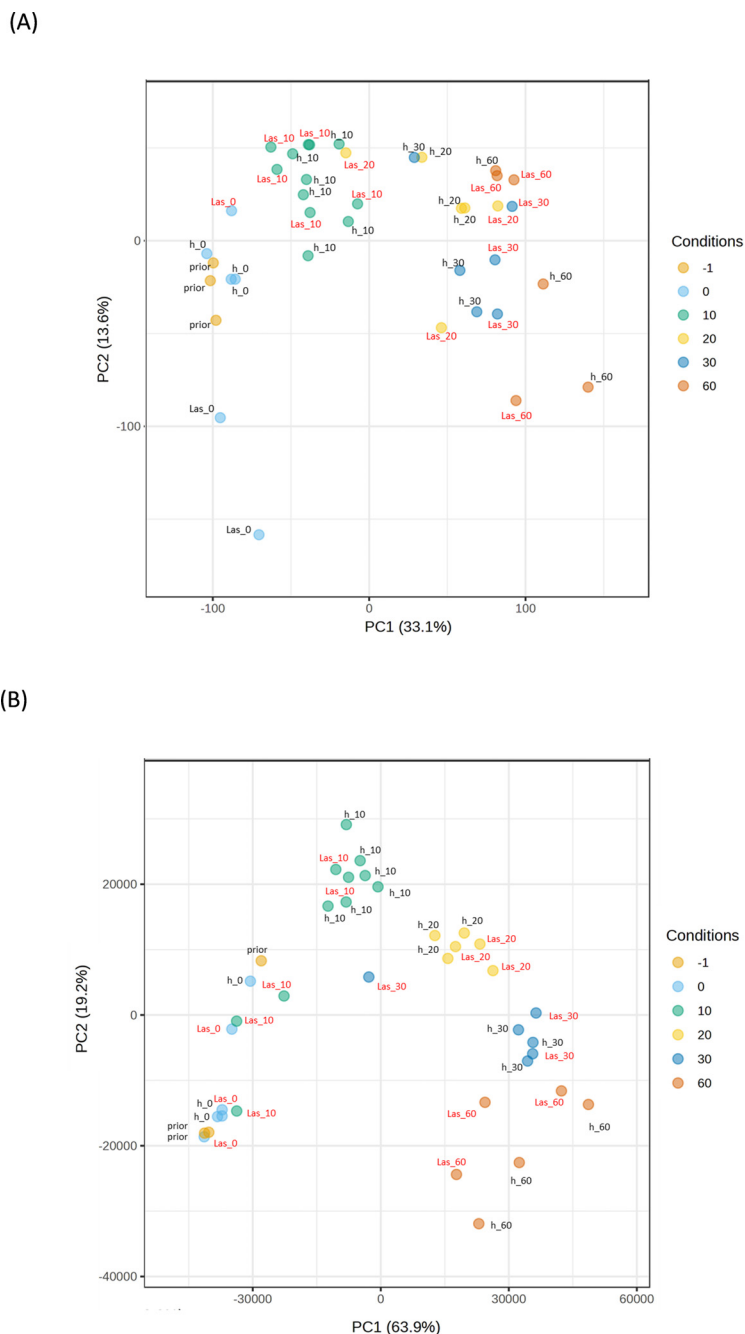 (A)
Las_10
Las_10
h_10
h_10
Las_20
Las_10
h_10
h_10
Las_10
Las_10
h_10
h_10
Las_0
h_0
prior
h_0
h_0
prior
prior
Las_0
Las_0
h_30
h_20
h_60
Las_60
Las_60
h_20
h_20
Las_20
Las_30
Las_30
h_30
h_60
h_30
Las_30
Las_20
h_60
Las_60
0
-100
-100
0
100
PC2 (13.6%)
PC1 (33.1%)
Conditions
-1
0
10
20
30
60
(B)
h_10
h_10
Las_10
h_10
h_10
Las_10
h_10
h_10
h_20
h_20
Las_20
h_20
Las_20
Las_20
prior
h_0
Las_10
Las_30
Las_0
Las_10
Las_30
h_30
h_30
Las_30
h_30
Las_0
h_0
h_0
Las_10
prior
prior
Las_0
Las_60
Las_60
h_60
Las_60
h_60
h_60
20000
0
-20000
-40000
-30000
0
30000
60000
PC2 (19.2%)
PC1 (63.9%)
Conditions
-1
0
10
20
30
60